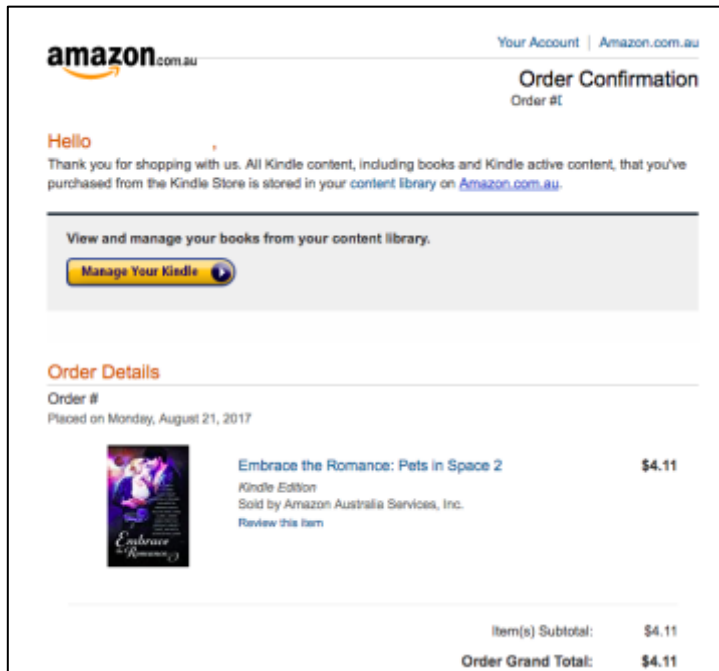 amazon.com.au
Your Account | Amazon.com.au
Order Confirmation
Order #
Hello ,
Thank you for shopping with us. All Kindle content, including books and Kindle active content, that you've
purchased from the Kindle Store is stored in your content library on Amazon.com.au.
View and manage your books from your content library.
Manage Your Kindle
Order Details
Order #
Placed on Monday, August 21, 2017
Embrace the Romance: Pets in Space 2 $4.11
Kindle Edition
Sold by Amazon Australia Services, Inc.
Review this item
Embrace
the Romance
Item(s) Subtotal: $4.11
Order Grand Total: $4.11